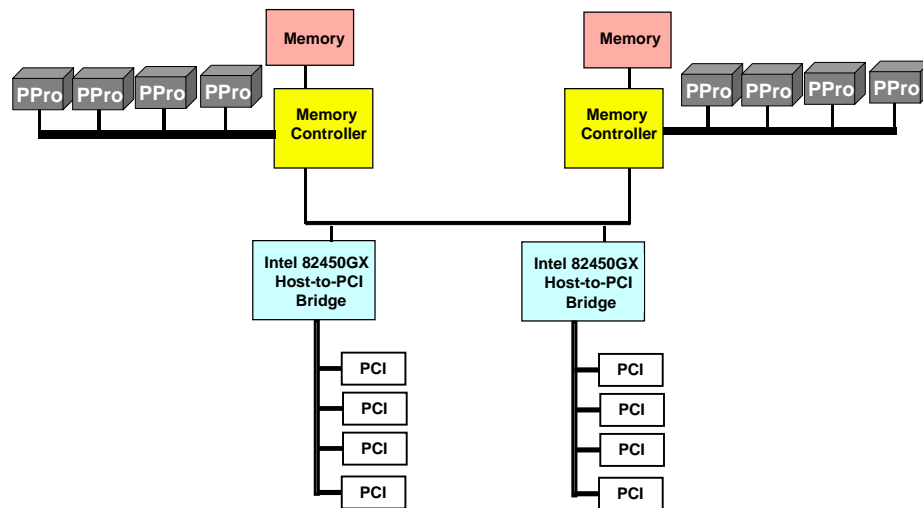 Memory
Memory
PPro
PPro
PPro
PPro
PPro
PPro
PPro
PPro
Memory
Controller
Memory
Controller
Intel 82450GX
Host-to-PCI
Bridge
Intel 82450GX
Host-to-PCI
Bridge
PCI
PCI
PCI
PCI
PCI
PCI
PCI
PCI